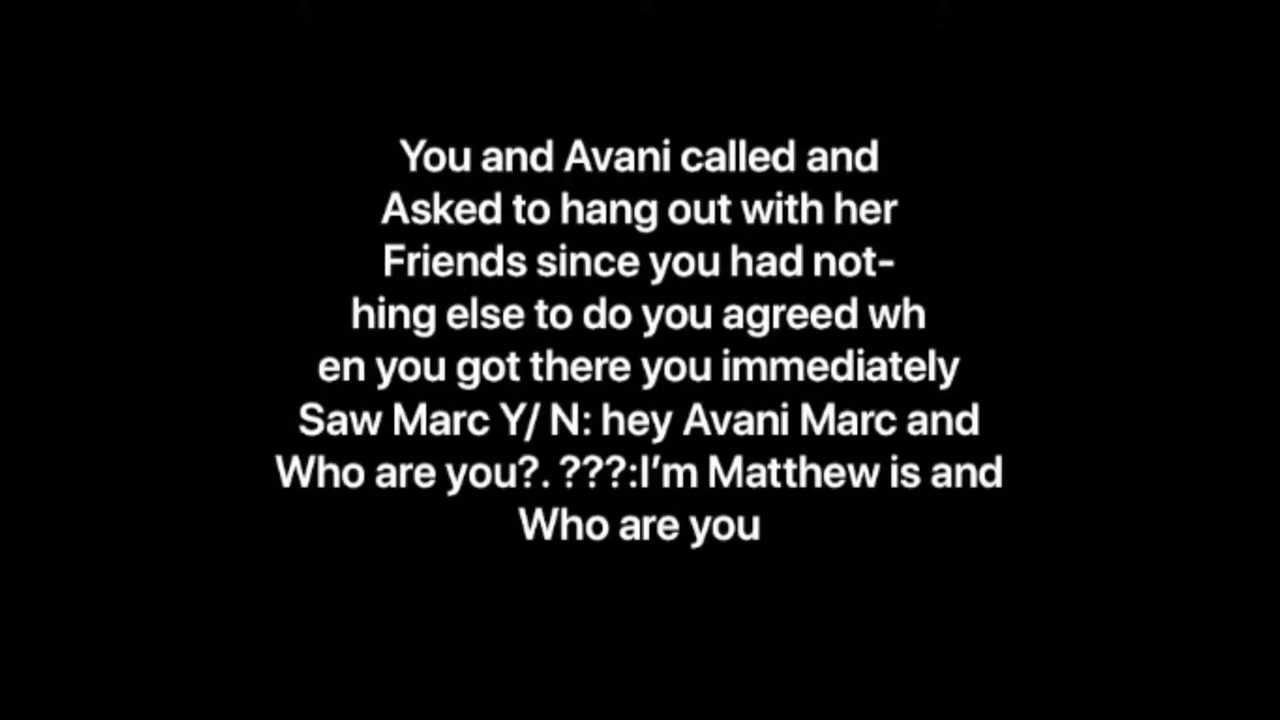 You and Avani called and
Asked to hang out with her
Friends since you had not-
hing else to do you agreed wh
en you got there you immediately
Saw Marc Y/ N: hey Avani Marc and
Who are you?. ???:I’m Matthew is and
Who are you